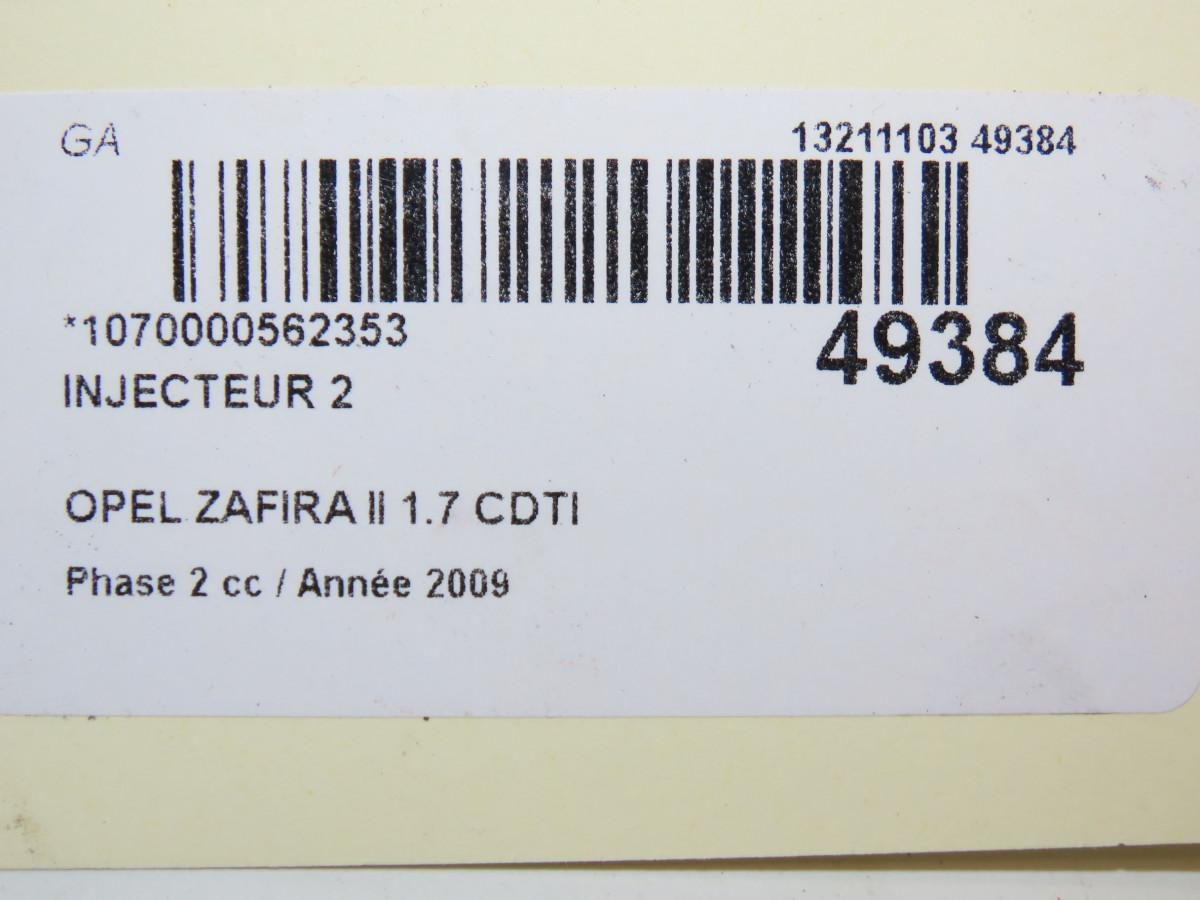 GA
13211103 49384
*1070000562353
49384
INJECTEUR 2
OPEL ZAFIRA II 1.7 CDTI
Phase 2 cc / Année 2009